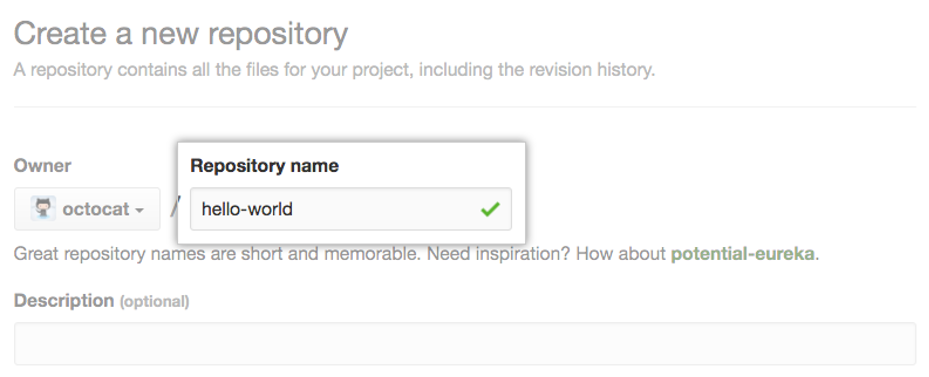 Create a new repository
A repository contains all the files for your project, including the revision history.
Owner
Repository name
octocat
/
hello-world
Great repository names are short and memorable. Need inspiration? How about potential-eureka.
Description (optional)